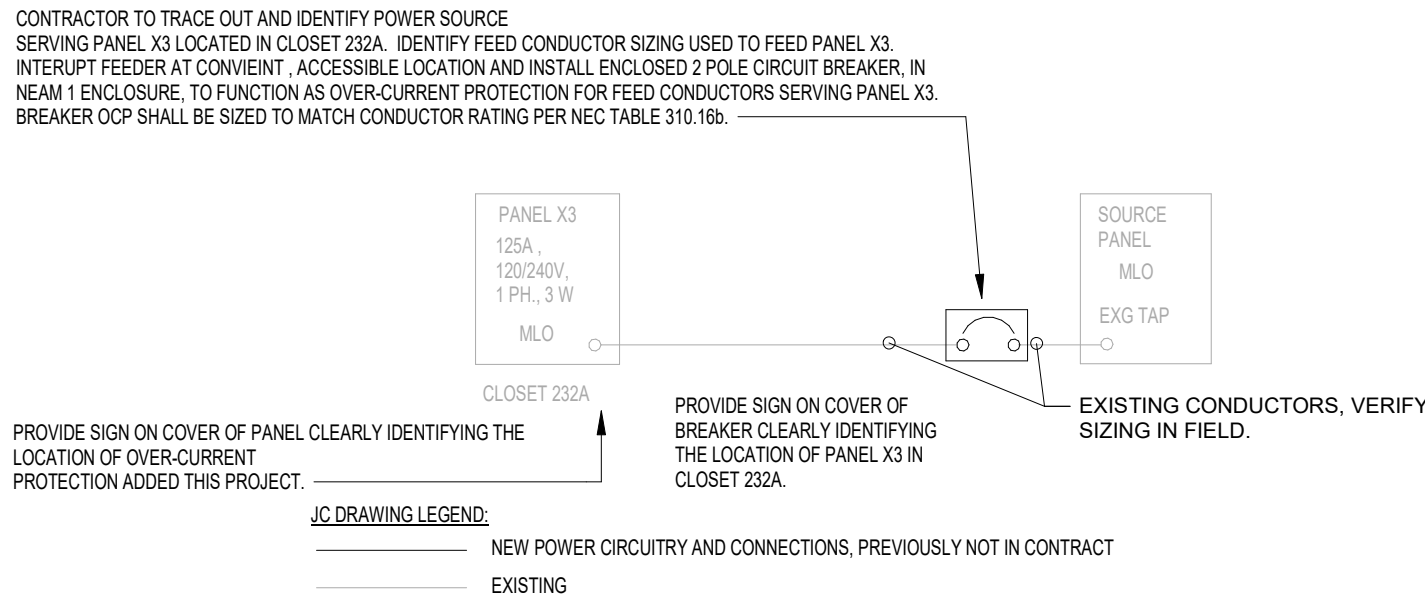 CONTRACTOR TO TRACE OUT AND IDENTIFY POWER SOURCE
SERVING PANEL X3 LOCATED IN CLOSET 232A.  IDENTIFY FEED CONDUCTOR SIZING USED TO FEED PANEL X3.
INTERUPT FEEDER AT CONVIEINT , ACCESSIBLE LOCATION AND INSTALL ENCLOSED 2 POLE CIRCUIT BREAKER, IN
NEAM 1 ENCLOSURE, TO FUNCTION AS OVER-CURRENT PROTECTION FOR FEED CONDUCTORS SERVING PANEL X3.
BREAKER OCP SHALL BE SIZED TO MATCH CONDUCTOR RATING PER NEC TABLE 310.16b.
PANEL X3
125A ,
120/240V,
1 PH., 3 W
MLO
CLOSET 232A
SOURCE
PANEL
MLO
EXG TAP
PROVIDE SIGN ON COVER OF PANEL CLEARLY IDENTIFYING THE
LOCATION OF OVER-CURRENT
PROTECTION ADDED THIS PROJECT.
PROVIDE SIGN ON COVER OF
BREAKER CLEARLY IDENTIFYING
THE LOCATION OF PANEL X3 IN
CLOSET 232A.
EXISTING CONDUCTORS, VERIFY
SIZING IN FIELD.
JC DRAWING LEGEND:
NEW POWER CIRCUITRY AND CONNECTIONS, PREVIOUSLY NOT IN CONTRACT
EXISTING